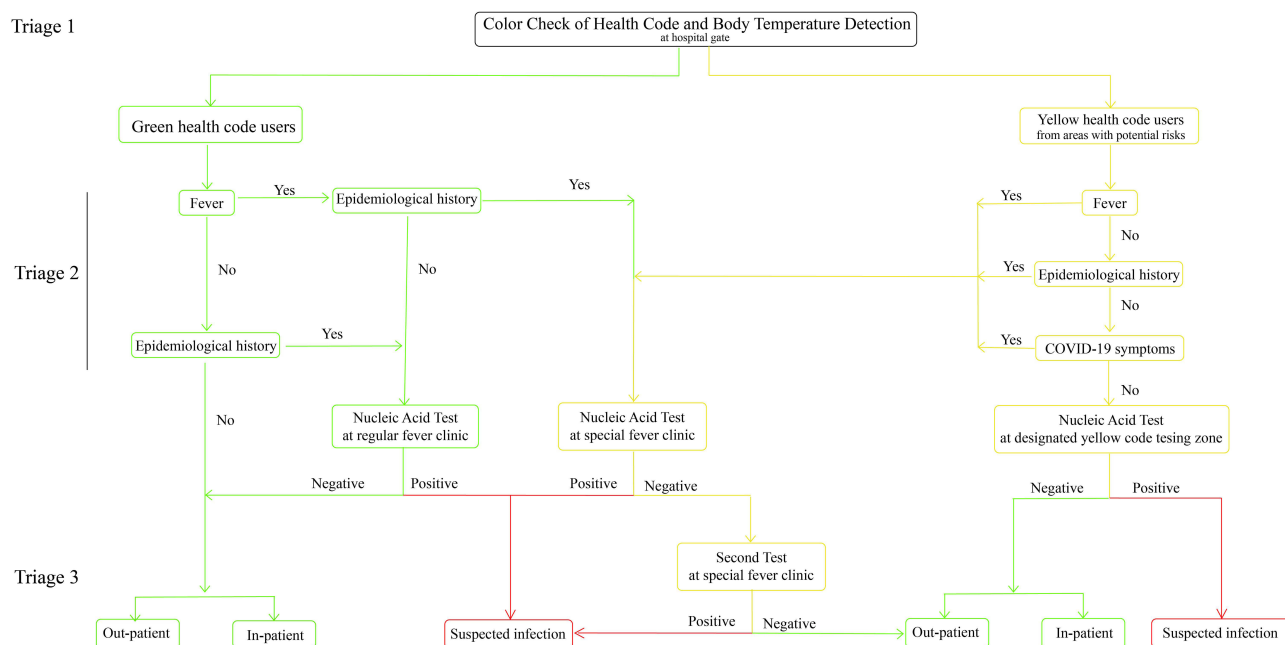 Triage 1
Color Check of Health Code and Body Temperature Detection
at hospital gate
Green health code users
Yellow health code users
from areas with potential risks
Triage 2
Fever
Yes
Epidemiological history
Yes
Yes
Fever
No
No
No
Yes
Epidemiological history
No
Epidemiological history
Yes
Yes
COVID-19 symptoms
No
No
Nucleic Acid Test
at regular fever clinic
Nucleic Acid Test
at special fever clinic
Nucleic Acid Test
at designated yellow code tesing zone
Negative
Positive
Positive
Negative
Negative
Positive
Triage 3
Second Test
at special fever clinic
Positive
Negative
Out-patient
In-patient
Suspected infection
Out-patient
In-patient
Suspected infection